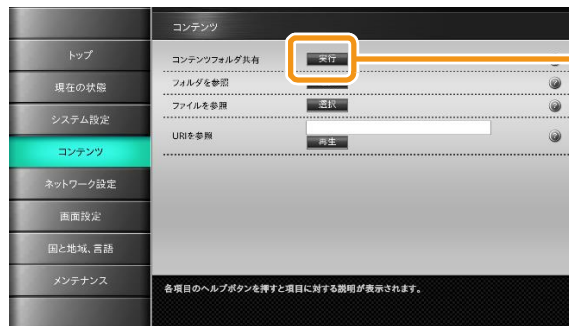 コンテンツ
トップ
現在の状態
システム設定
コンテンツ
ネットワーク設定
画面設定
国と地域、言語
メンテナンス
コンテンツフォルダ共有 実行
フォルダを参照
ファイルを参照 選択
URIを参照
再生
各項目のヘルプボタンを押すと項目に対する説明が表示されます。